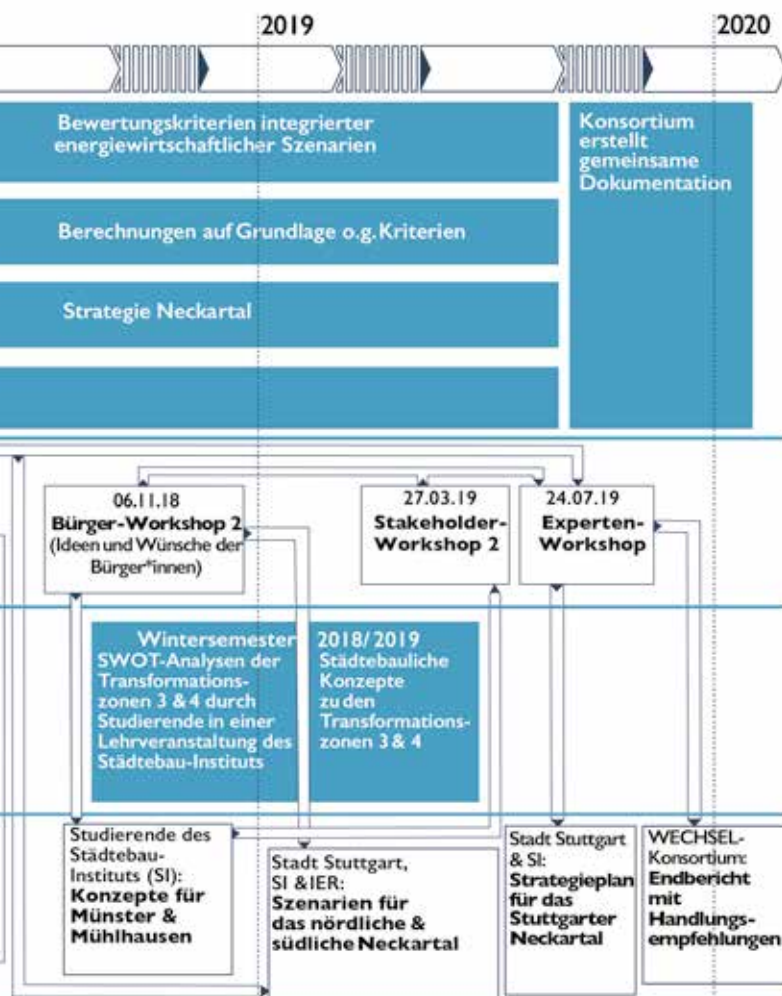 2019
2020
Bewertungskriterien integrierter
energiewirtschaftlicher Szenarien
Konsortium
erstellt
gemeinsame
Dokumentation
Berechnungen auf Grundlage o.g. Kriterien
Strategie Neckartal
06.11.18
Bürger-Workshop 2
(Ideen und Wünsche der
Bürger*innen)
27.03.19
Stakeholder-
Workshop 2
24.07.19
Experten-
Workshop
Wintersemester 2018/2019
SWOT-Analysen der
Transformations-
zonen 3 & 4 durch
Studierende in einer
Lehrveranstaltung des
Städtebau-Instituts
Städtebauliche
Konzepte
zu den
Transformations-
zonen 3 & 4
Studierende des
Städtebau-
Instituts (SI):
Konzepte für
Münster &
Mühlhausen
Stadt Stuttgart,
SI & IER:
Szenarien für
das nördliche &
südliche Neckartal
Stadt Stuttgart
& SI:
Strategieplan
für das
Stuttgarter
Neckartal
WECHSEL-
Konsortium:
Endbericht
mit
Handlungs-
empfehlungen